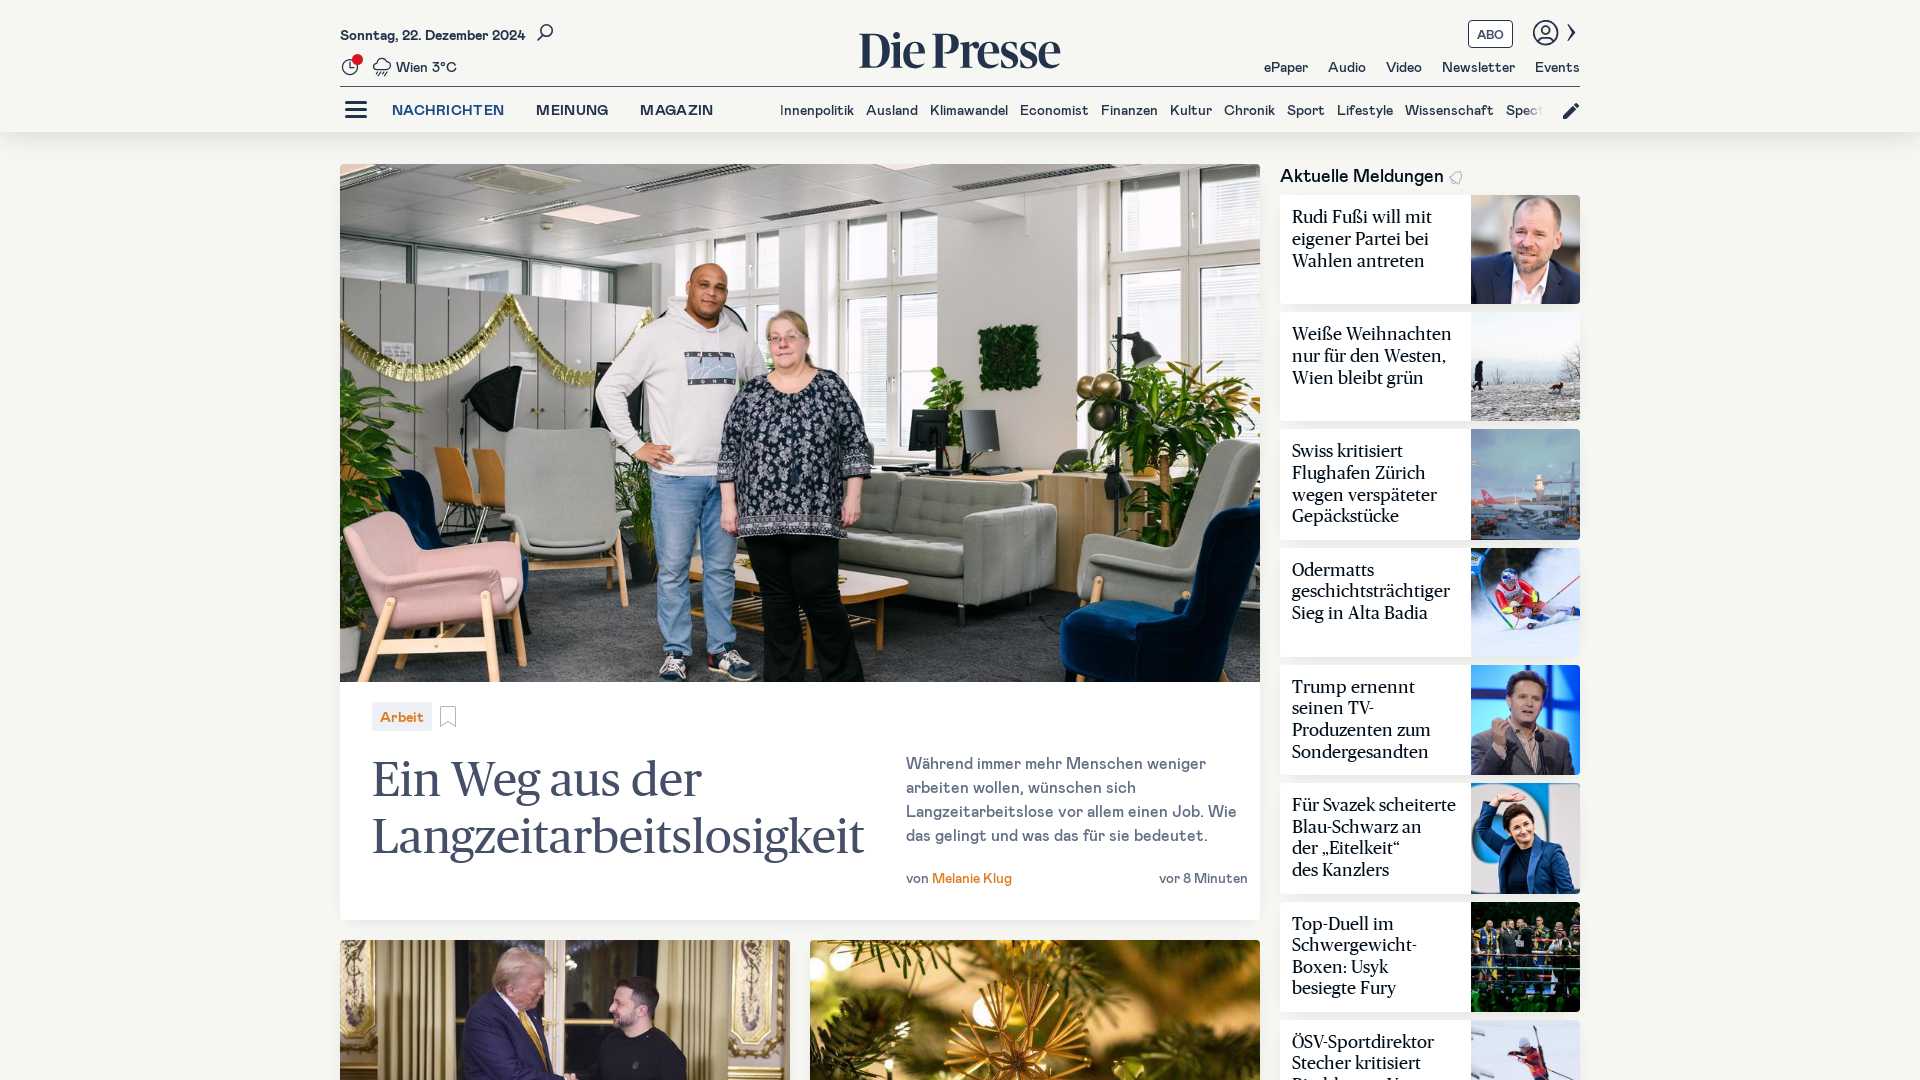 Sonntag, 22. Dezember 2024
Wien 3°C
Die Presse
ABO
ePaper Audio Video Newsletter Events
NACHRICHTEN MEINUNG MAGAZIN
Innenpolitik Ausland Klimawandel Economist Finanzen Kultur Chronik Sport Lifestyle Wissenschaft Spect
Arbeit
Ein Weg aus der
Langzeitarbeitslosigkeit
Während immer mehr Menschen weniger
arbeiten wollen, wünschen sich
Langzeitarbeitslose vor allem einen Job. Wie
das gelingt und was das für sie bedeutet.
von Melanie Klug
vor 8 Minuten
Aktuelle Meldungen
Rudi Fußi will mit
eigener Partei bei
Wahlen antreten
Weiße Weihnachten
nur für den Westen,
Wien bleibt grün
Swiss kritisiert
Flughafen Zürich
wegen verspäteter
Gepäckstücke
Odermatts
geschichtsträchtiger
Sieg in Alta Badia
Trump ernennt
seinen TV-
Produzenten zum
Sondergesandten
Für Svazek scheiterte
Blau-Schwarz an
der „Eitelkeit“
des Kanzlers
Top-Duell im
Schwergewicht-
Boxen: Usyk
besiegte Fury
ÖSV-Sportdirektor
Stecher kritisiert